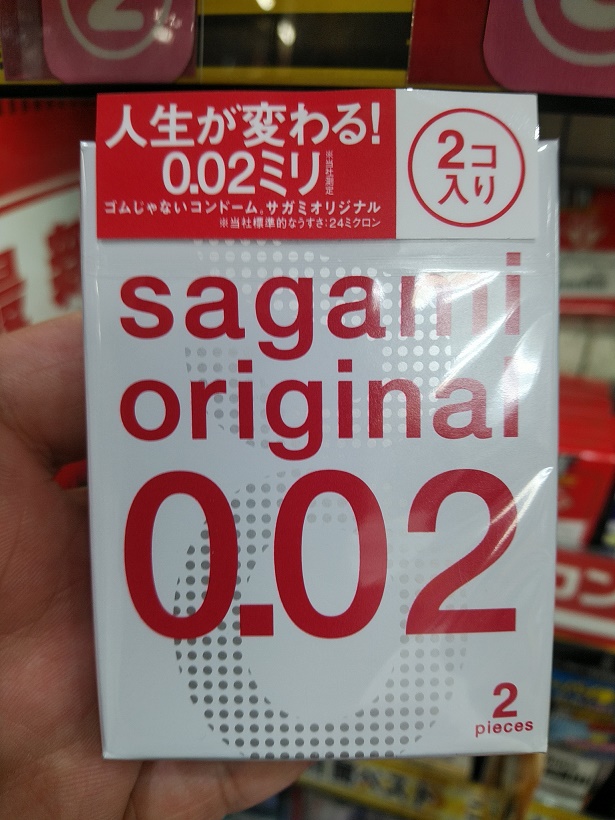 人生が変わる!
0.02ミリ
※当社測定
ゴムじゃないコンドーム。サガミオリジナル
※当社標準的なうすさ:24ミクロン
2コ
入り
sagami
original
0.02
2
pieces